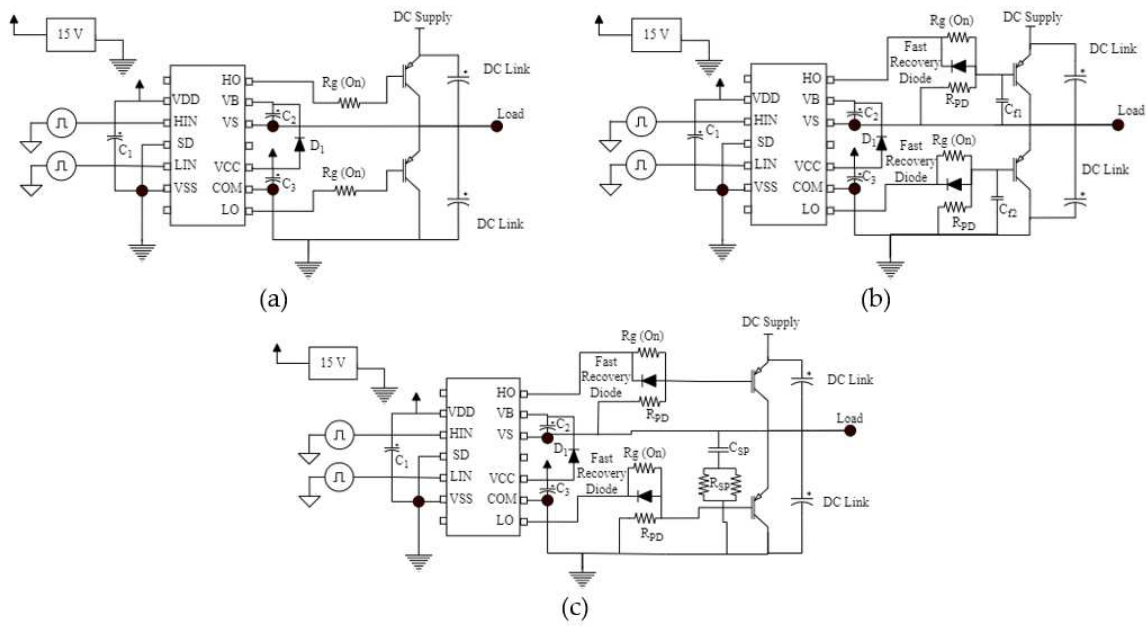 DC Supply
15 V
HO
VB
VS
VCC
COM
LO
VDD
HIN
SD
LIN
VSS
Rg (On)
Rg (On)
C1
C2
D1
C3
DC Link
DC Link
Load
(a)
DC Supply
15 V
HO
VB
VS
VCC
COM
LO
VDD
HIN
SD
LIN
VSS
Rg (On)
Fast
Recovery
Diode
RPD
Cf1
C1
C2
D1
C3
Rg (On)
Fast
Recovery
Diode
RPD
Cf2
DC Link
DC Link
Load
(b)
DC Supply
15 V
HO
VB
VS
VCC
COM
LO
VDD
HIN
SD
LIN
VSS
Rg (On)
Fast
Recovery
Diode
RPD
C1
C2
D1
C3
Rg (On)
Fast
Recovery
Diode
RPD
CSP
RSP
DC Link
DC Link
Load
(c)